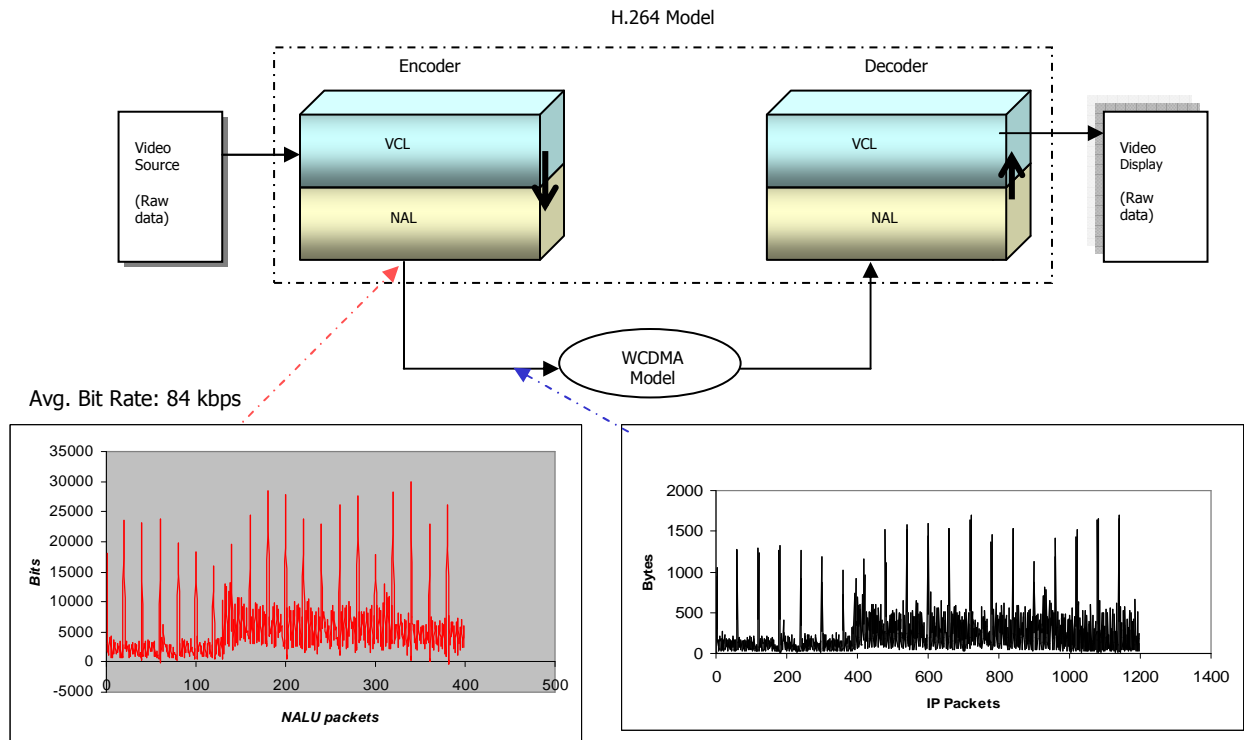 H.264 Model
Encoder
Decoder
Video
Source
(Raw
data)
VCL
NAL
VCL
NAL
Video
Display
(Raw
data)
WCDMA
Model
Avg. Bit Rate: 84 kbps
35000
30000
25000
20000
15000
10000
5000
0
-5000
Bits
0
100
200
300
400
500
NALU packets
2000
1500
1000
500
0
Bytes
0
200
400
600
800
1000
1200
1400
IP Packets